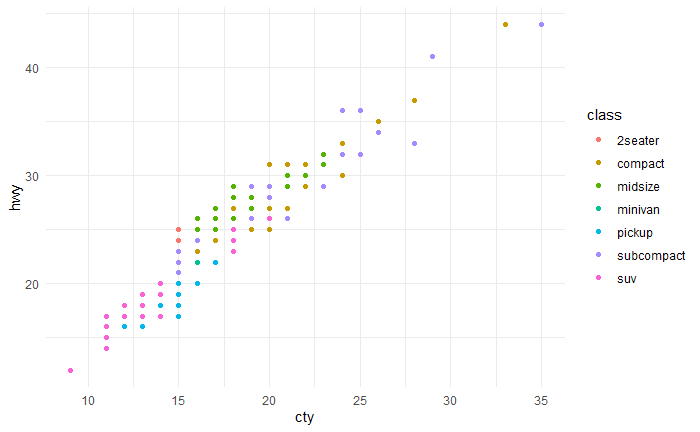 hwy
40
30
20
10 15 20 25 30 35
cty
class
2seater
compact
midsize
minivan
pickup
subcompact
suv